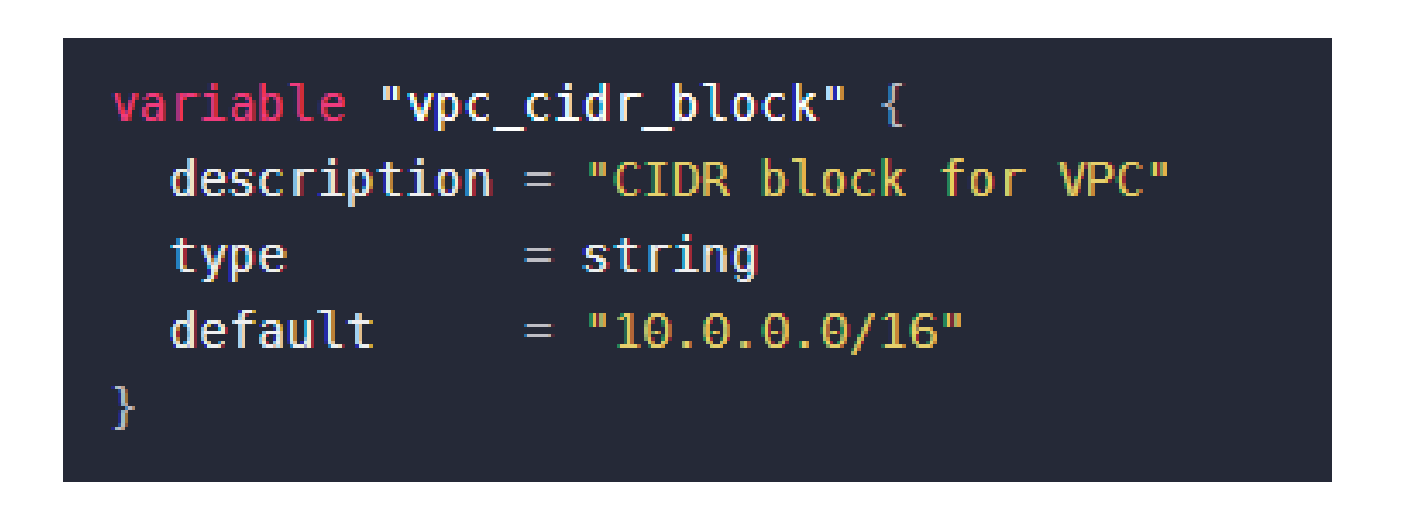 variable "vpc_cidr_block" {
  description = "CIDR block for VPC"
  type        = string
  default     = "10.0.0.0/16"
}